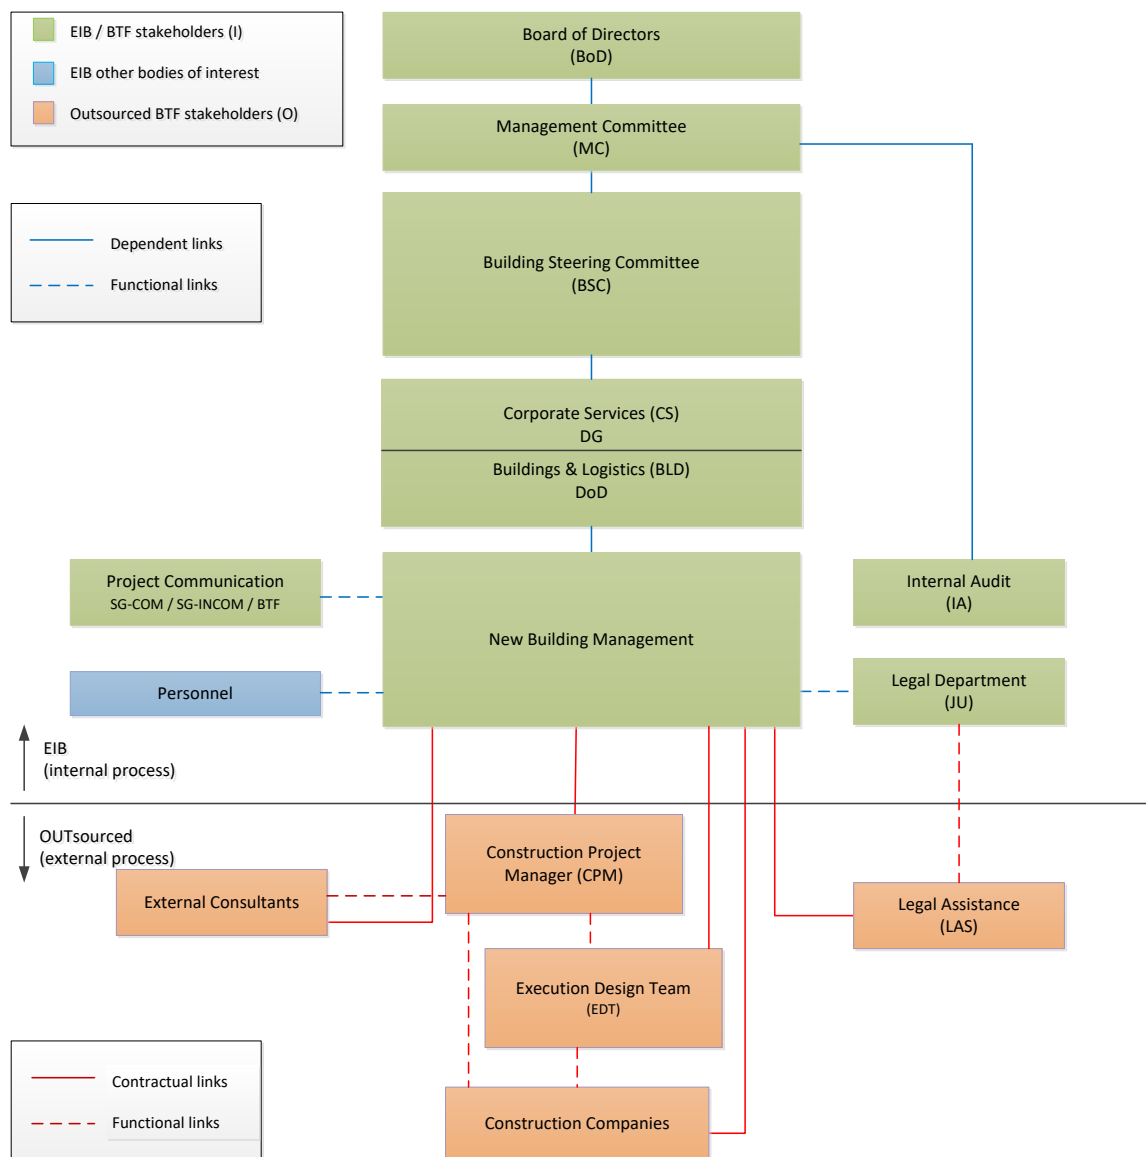 EIB / BTF stakeholders (I)
EIB other bodies of interest
Outsourced BTF stakeholders (O)
Board of Directors
(BoD)
Management Committee
(MC)
Dependent links
Functional links
Building Steering Committee
(BSC)
Corporate Services (CS)
DG
Buildings & Logistics (BLD)
DoD
Project Communication
SG-COM / SG-INCOM / BTF
New Building Management
Internal Audit
(IA)
Personnel
Legal Department
(JU)
EIB
(internal process)
OUTsourced
(external process)
Construction Project
Manager (CPM)
External Consultants
Legal Assistance
(LAS)
Execution Design Team
(EDT)
Contractual links
Functional links
Construction Companies